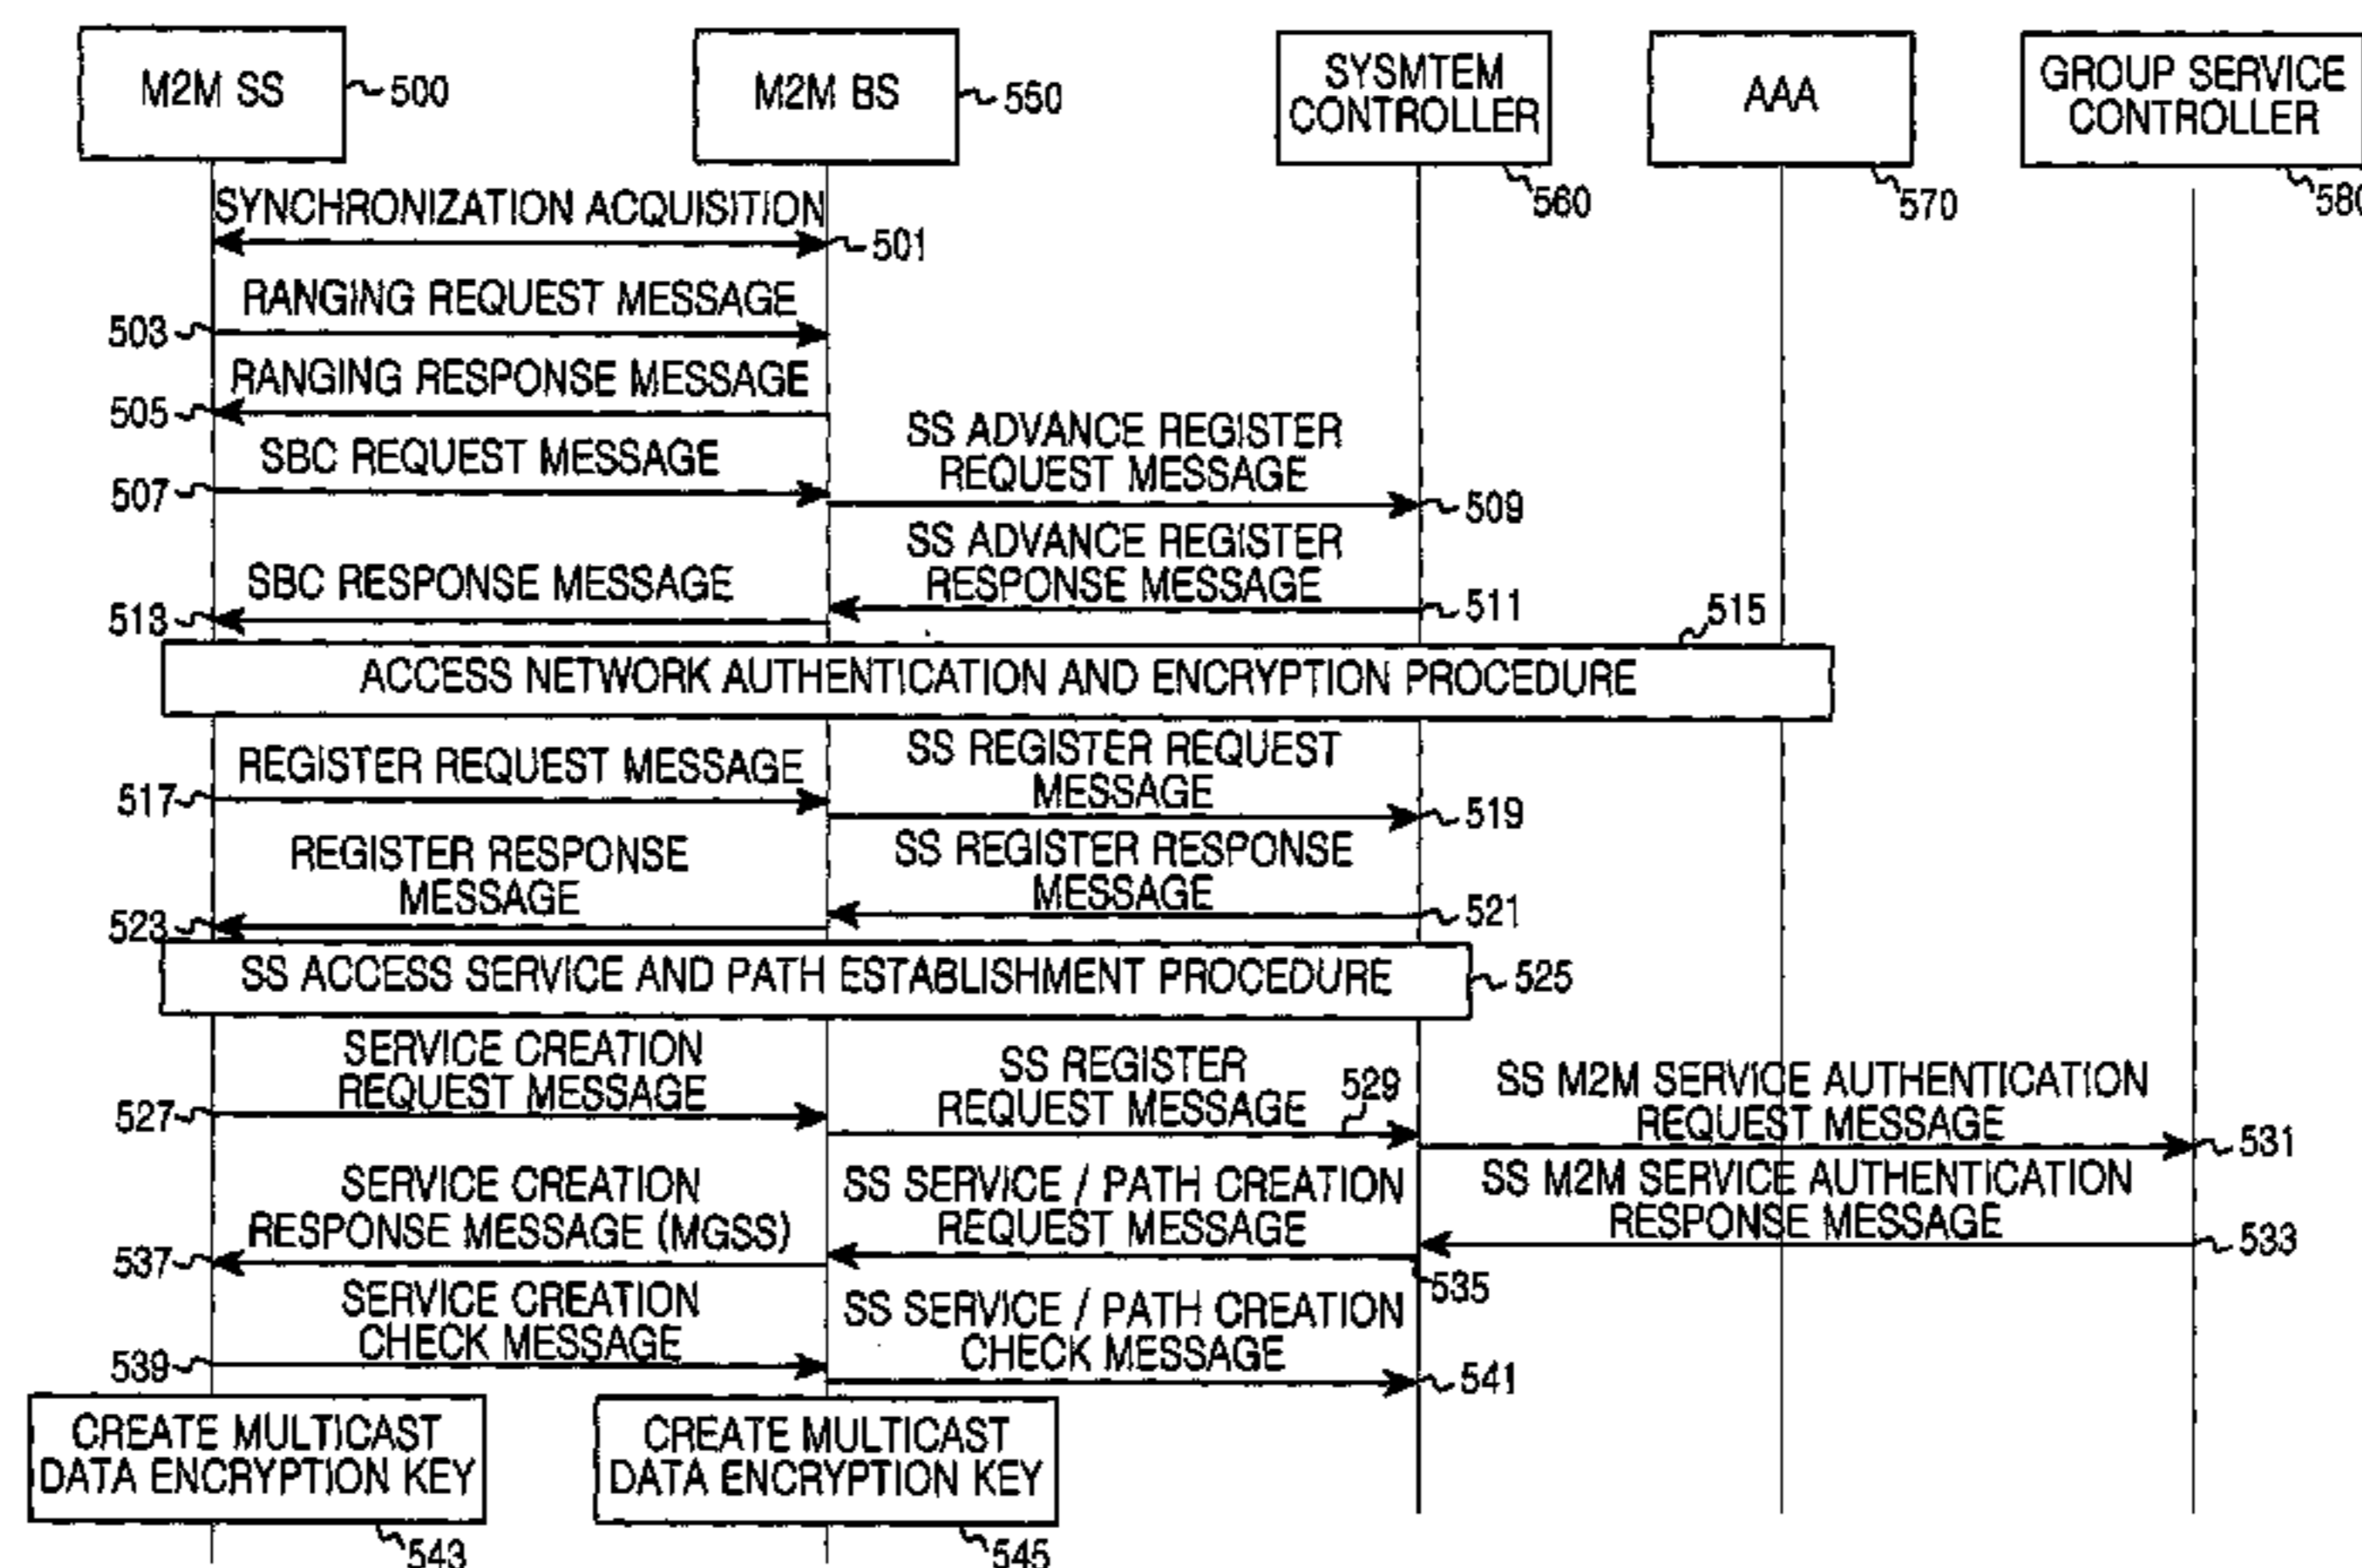 M2M SS
500
M2M BS
550
SYSMTEM
CONTROLLER
560
AAA
570
GROUP SERVICE
CONTROLLER
580
SYNCHRONIZATION ACQUISITION
501
RANGING REQUEST MESSAGE
503
RANGING RESPONSE MESSAGE
505
SBC REQUEST MESSAGE
507
SS ADVANCE REGISTER
REQUEST MESSAGE
509
SS ADVANCE REGISTER
RESPONSE MESSAGE
511
SBC RESPONSE MESSAGE
513
515
ACCESS NETWORK AUTHENTICATION AND ENCRYPTION PROCEDURE
REGISTER REQUEST MESSAGE
517
SS REGISTER REQUEST
MESSAGE
519
SS REGISTER RESPONSE
MESSAGE
521
REGISTER RESPONSE
MESSAGE
523
SS ACCESS SERVICE AND PATH ESTABLISHMENT PROCEDURE
525
SERVICE CREATION
REQUEST MESSAGE
527
SS REGISTER
REQUEST MESSAGE
529
SS M2M SERVICE AUTHENTICATION
REQUEST MESSAGE
531
SS M2M SERVICE AUTHENTICATION
RESPONSE MESSAGE
533
SS SERVICE / PATH CREATION
REQUEST MESSAGE
535
SERVICE CREATION
RESPONSE MESSAGE (MGSS)
537
SERVICE CREATION
CHECK MESSAGE
539
SS SERVICE / PATH CREATION
CHECK MESSAGE
541
CREATE MULTICAST
DATA ENCRYPTION KEY
543
CREATE MULTICAST
DATA ENCRYPTION KEY
545